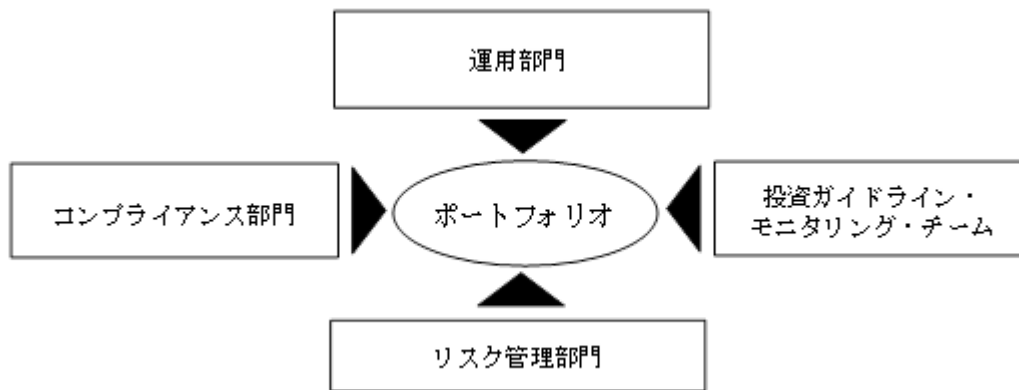 運用部門
コンプライアンス部門
ポートフォリオ
投資ガイドライン・
モニタリング・チーム
リスク管理部門